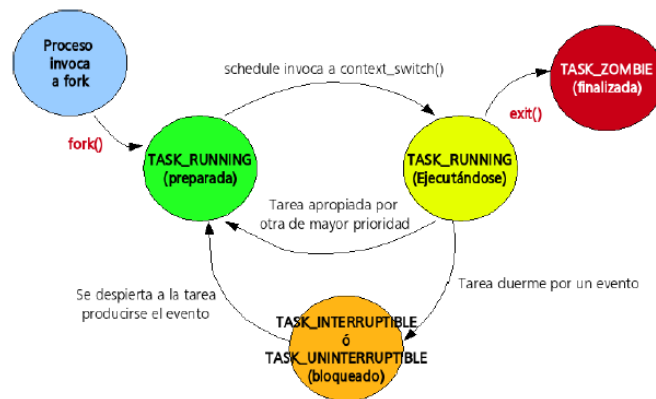 Proceso
invoca
a fork
schedule invoca a context_switch()
TASK_ZOMBIE
(finalizada)
fork()
exit()
TASK_RUNNING
(preparada)
TASK_RUNNING
(Ejecutándose)
Tarea apropiada por
otra de mayor prioridad
Se despierta a la tarea
producirse el evento
Tarea duerme por un evento
TASK_INTERRUPTIBLE
ó
TASK_UNINTERRUPTIBLE
(bloqueado)